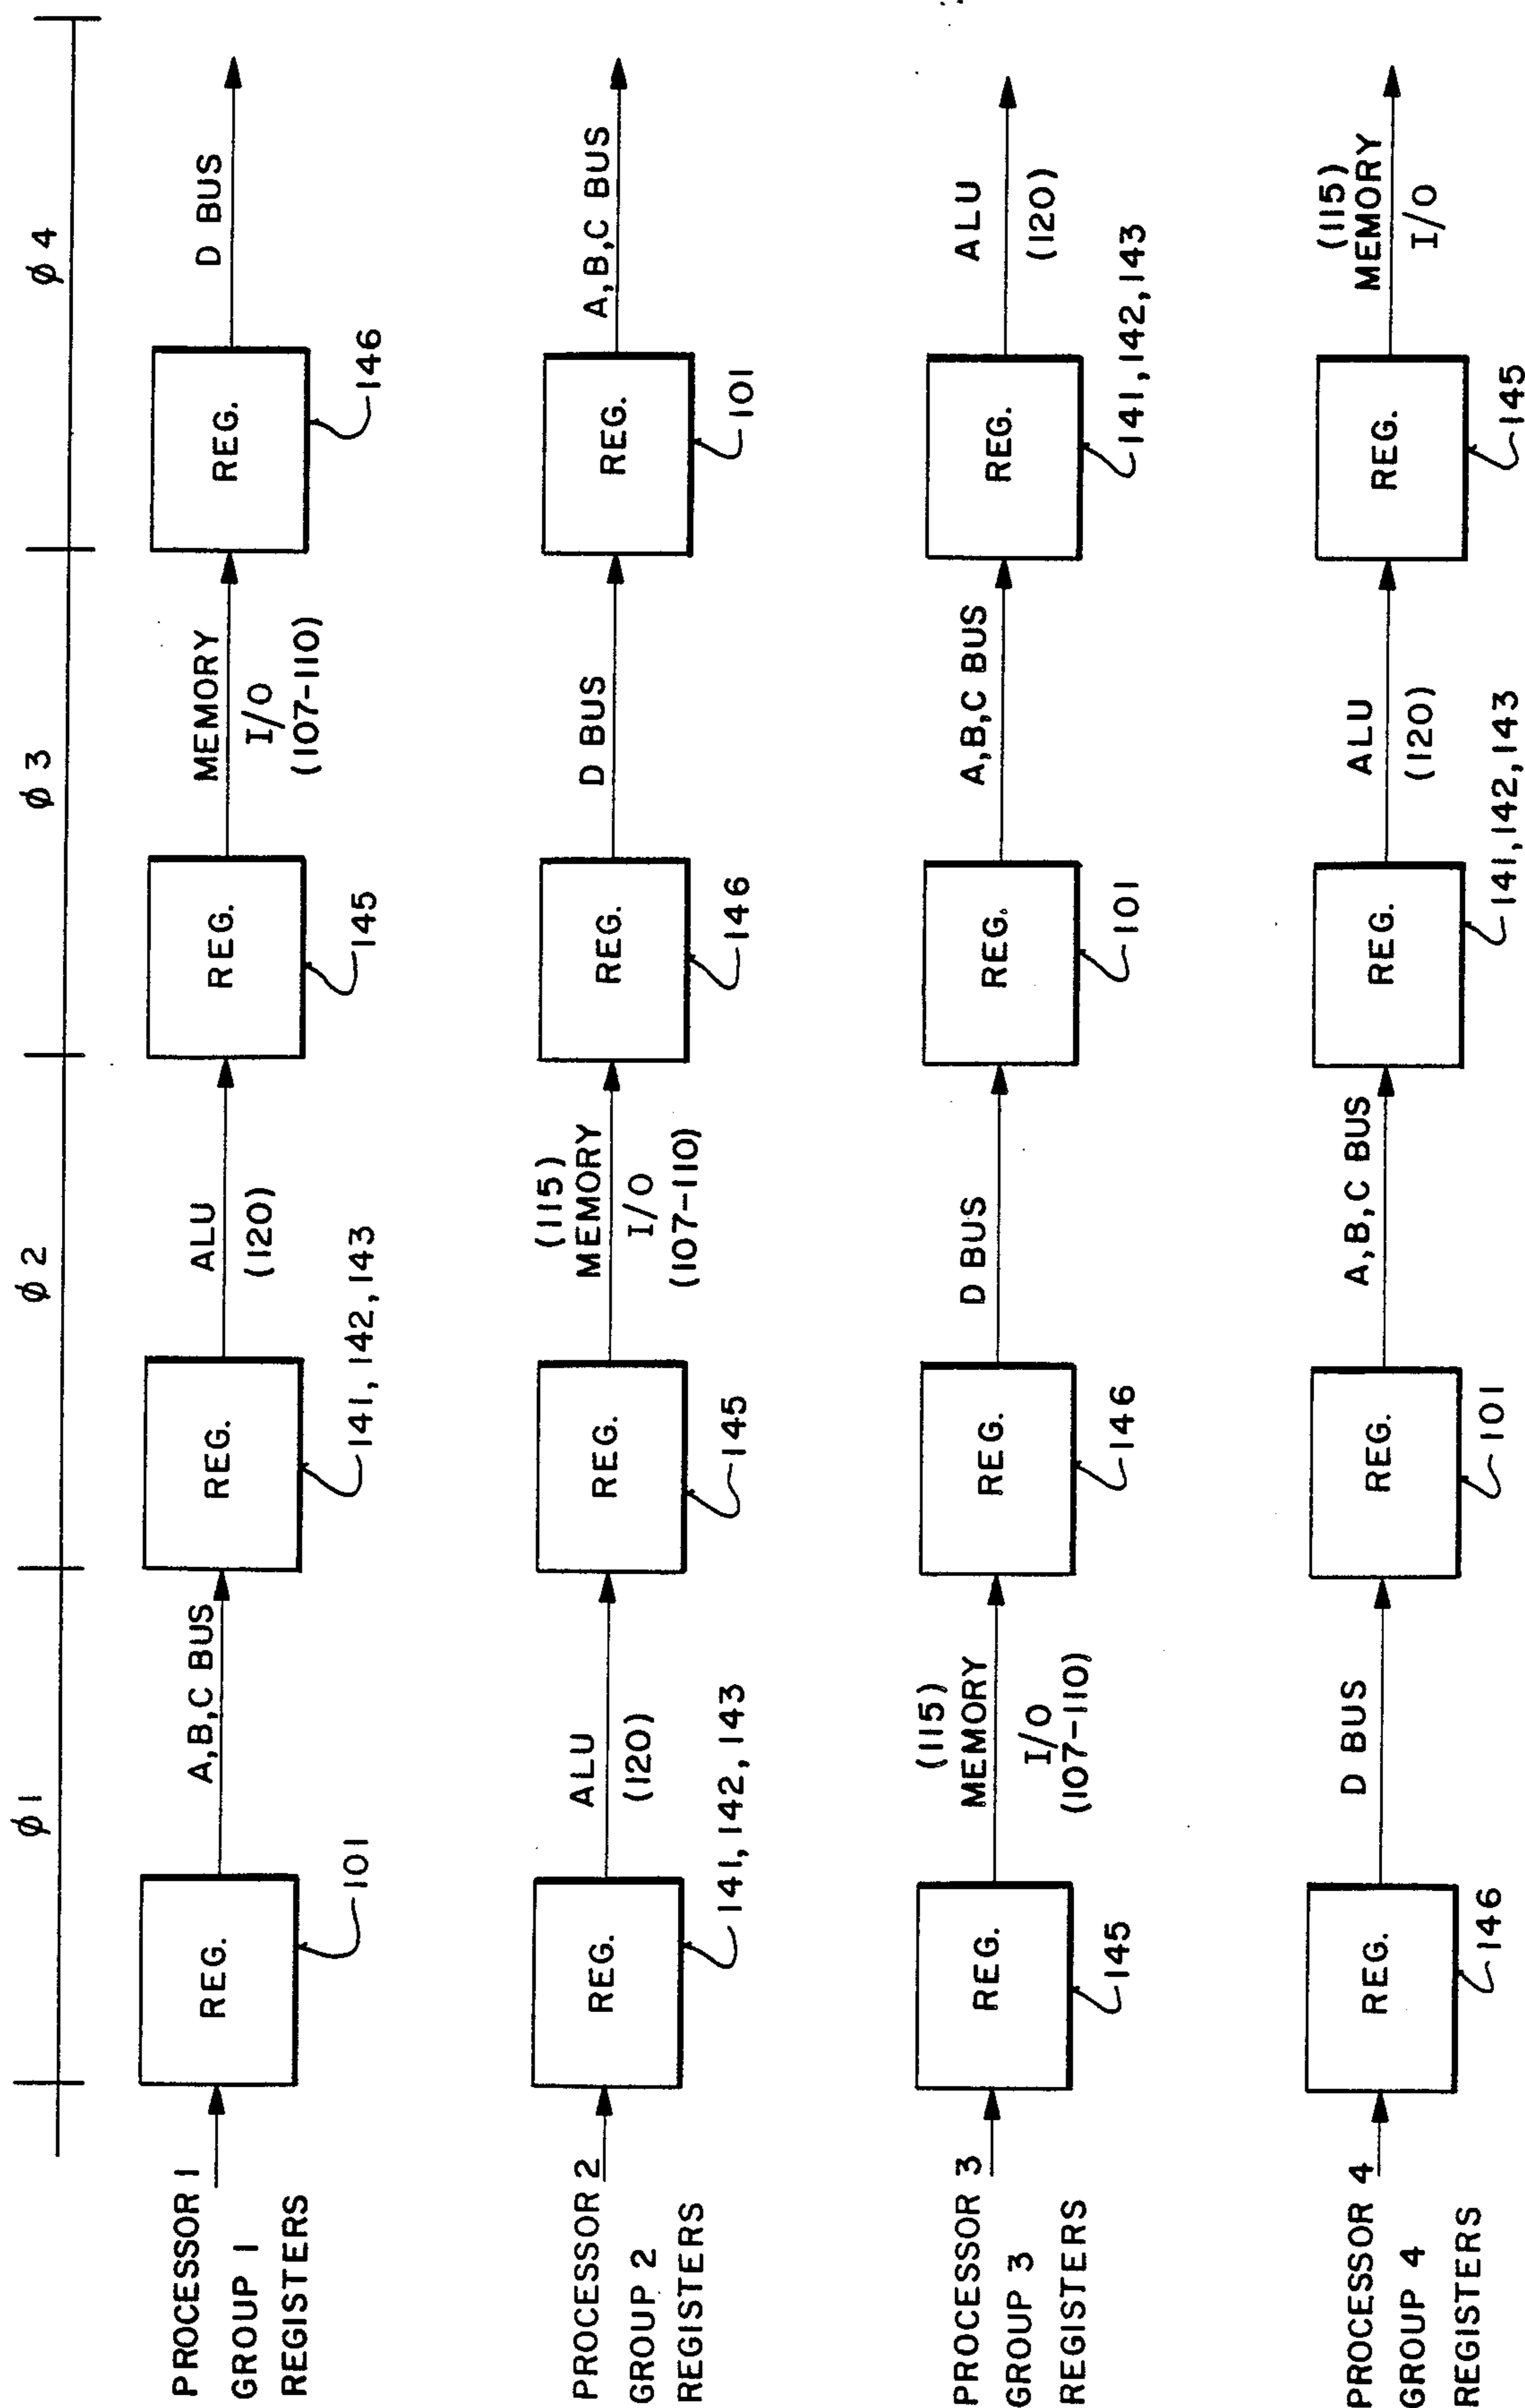 ø1 ø2 ø3 ø4
PROCESSOR 1
GROUP 1
REGISTERS
REG.
101
A,B,C BUS
REG.
141, 142, 143
ALU
(120)
REG.
145
MEMORY
I/O
(107-110)
REG.
146
D BUS
PROCESSOR 2
GROUP 2
REGISTERS
REG.
141, 142, 143
ALU
(120)
REG.
145
(115)
MEMORY
I/O
(107-110)
REG.
146
D BUS
REG.
101
A,B,C BUS
PROCESSOR 3
GROUP 3
REGISTERS
REG.
145
(115)
MEMORY
I/O
(107-110)
REG.
146
D BUS
REG.
101
A,B,C BUS
REG.
141, 142, 143
ALU
(120)
PROCESSOR 4
GROUP 4
REGISTERS
REG.
146
D BUS
REG.
101
A,B,C BUS
REG.
141, 142, 143
ALU
(120)
REG.
145
(115)
MEMORY
I/O